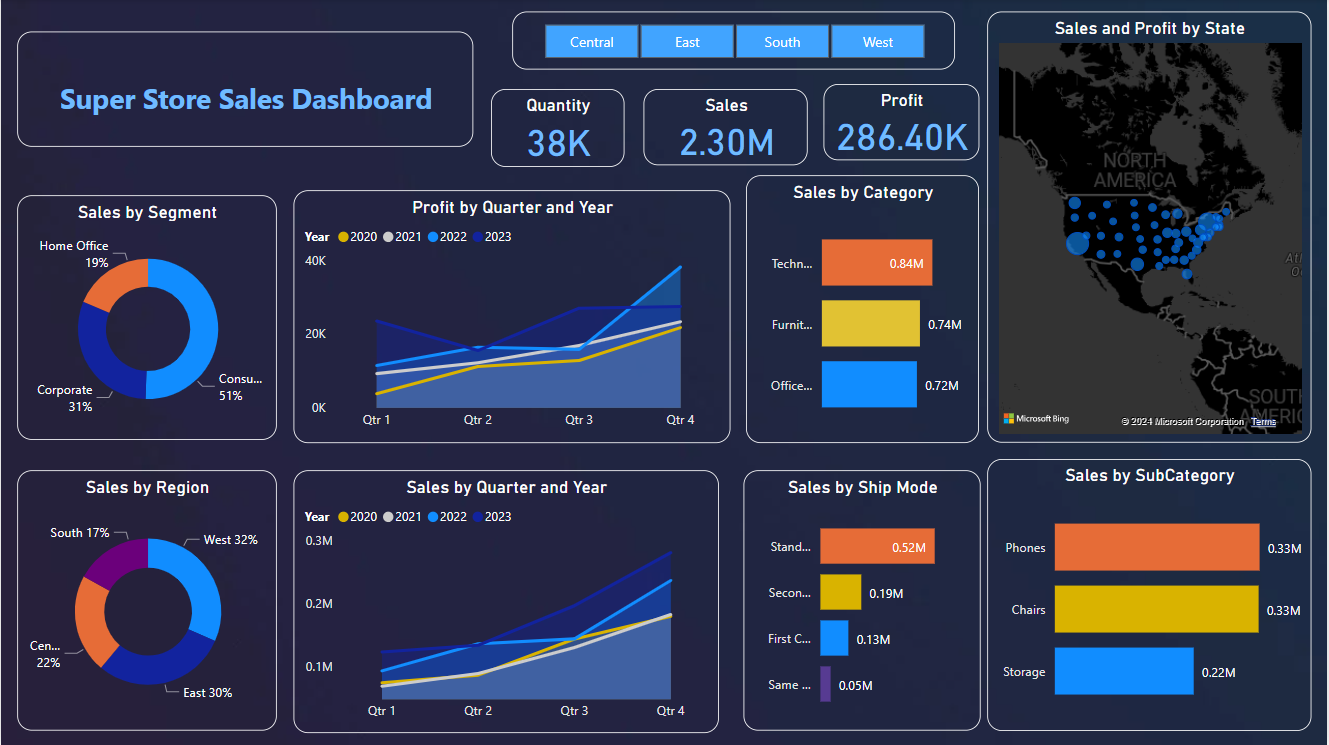 Super Store Sales Dashboard
Central
East
South
West
Quantity
38K
Sales
2.30M
Profit
286.40K
Sales and Profit by State
NORTH
AMERICA
SOUTH
AMERIC
Microsoft Bing
© 2024 Microsoft Corporation Terms
Sales by Segment
Home Office
19%
Corporate
31%
Consu...
51%
Profit by Quarter and Year
Year 2020 2021 2022 2023
40K
20K
0K
Qtr 1 Qtr 2 Qtr 3 Qtr 4
Sales by Category
Techn... 0.84M
Furnit... 0.74M
Office... 0.72M
Sales by Region
South 17%
West 32%
Cen...
22%
East 30%
Sales by Quarter and Year
Year 2020 2021 2022 2023
0.3M
0.2M
0.1M
Qtr 1 Qtr 2 Qtr 3 Qtr 4
Sales by Ship Mode
Stand... 0.52M
Secon... 0.19M
First C... 0.13M
Same ... 0.05M
Sales by SubCategory
Phones 0.33M
Chairs 0.33M
Storage 0.22M